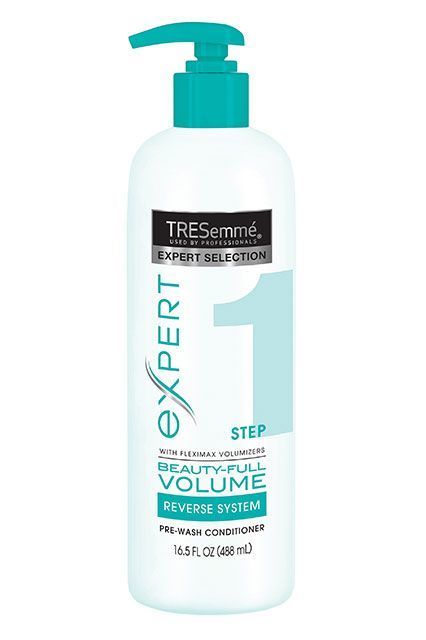 TRESemmé®
USED BY PROFESSIONALS
EXPERT SELECTION
1
eXPERT
STEP
WITH FLEXIMAX VOLUMIZERS
BEAUTY-FULL
VOLUME
REVERSE SYSTEM
PRE-WASH CONDITIONER
16.5 FL OZ (488 mL)